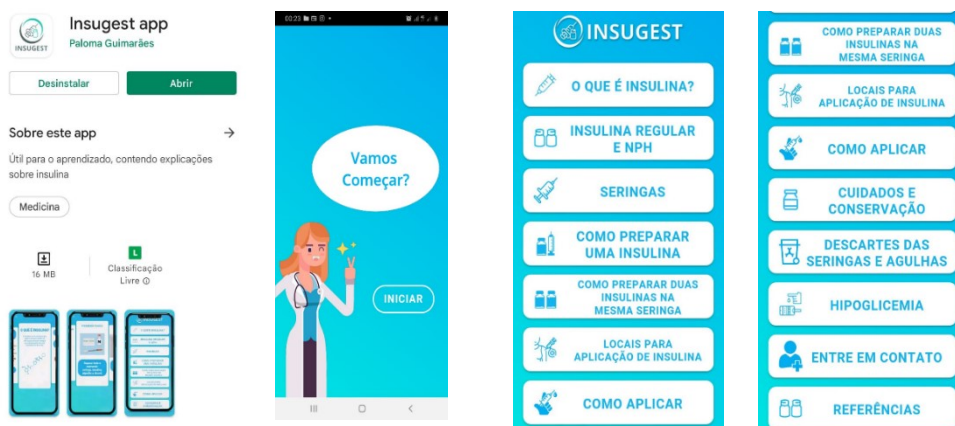 Insugest app
Paloma Guimarães
INSUGEST
Desinstalar
Abrir
Sobre este app
Útil para o aprendizado, contendo explicações
sobre insulina
Medicina
16 MB
L
Classificação
Livre
00:23
Vamos
Começar?
INICIAR
INSUGEST
O QUE É INSULINA?
INSULINA REGULAR
E NPH
SERINGAS
COMO PREPARAR
UMA INSULINA
COMO PREPARAR DUAS
INSULINAS NA
MESMA SERINGA
LOCAIS PARA
APLICAÇÃO DE INSULINA
COMO APLICAR
COMO PREPARAR DUAS
INSULINAS NA
MESMA SERINGA
LOCAIS PARA
APLICAÇÃO DE INSULINA
COMO APLICAR
CUIDADOS E
CONSERVAÇÃO
DESCARTES DAS
SERINGAS E AGULHAS
HIPOGLICEMIA
ENTRE EM CONTATO
REFERÊNCIAS